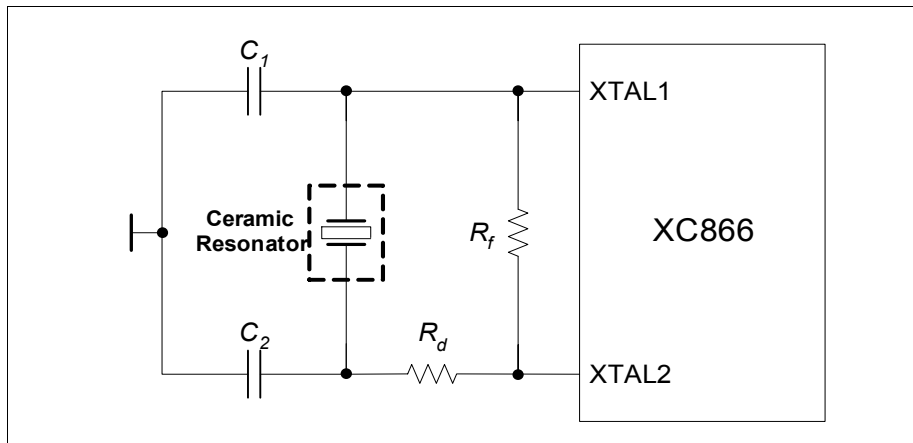 C1
XTAL1
Ceramic
Resonator
Rf
XC866
C2
Rd
XTAL2